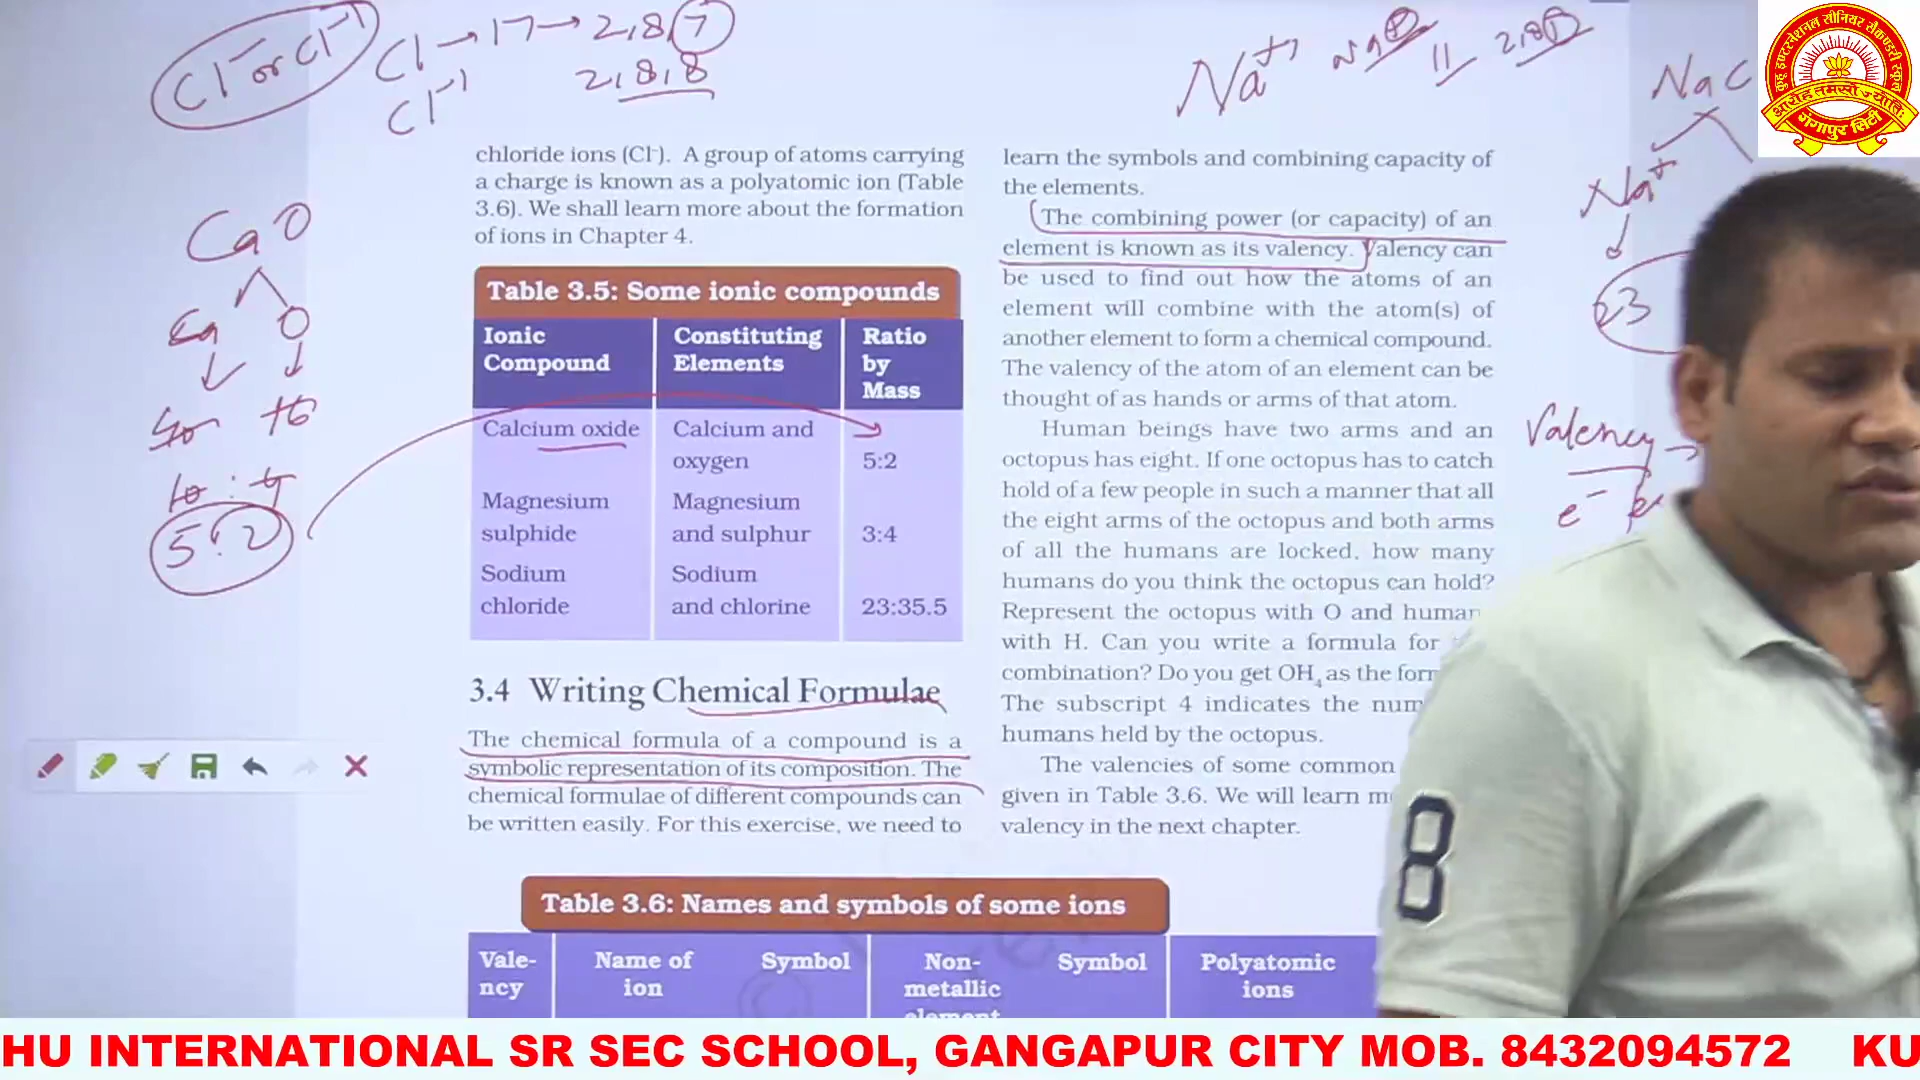 Cl⁻ or Cl⁻¹
Cl → 17 → 2,8,7
2,8,8
Cl⁻¹
Na⁺¹
11
2,8,1
NaC
Na⁺
23
कुहू इण्टरनेशनल सीनियर सैकण्डरी स्कूल
आरोह तमसो ज्योतिः
गंगापुर सिटी
CaO
Ca O
40 16
10 : 4
5:2
Valency →
e⁻
chloride ions (Cl⁻). A group of atoms carrying
a charge is known as a polyatomic ion (Table
3.6). We shall learn more about the formation
of ions in Chapter 4.
Table 3.5: Some ionic compounds
Ionic Compound Constituting Elements Ratio by Mass
Calcium oxide Calcium and oxygen 5:2
Magnesium sulphide Magnesium and sulphur 3:4
Sodium chloride Sodium and chlorine 23:35.5
3.4 Writing Chemical Formulae
The chemical formula of a compound is a
symbolic representation of its composition. The
chemical formulae of different compounds can
be written easily. For this exercise, we need to
learn the symbols and combining capacity of
the elements.
The combining power (or capacity) of an
element is known as its valency. Valency can
be used to find out how the atoms of an
element will combine with the atom(s) of
another element to form a chemical compound.
The valency of the atom of an element can be
thought of as hands or arms of that atom.
Human beings have two arms and an
octopus has eight. If one octopus has to catch
hold of a few people in such a manner that all
the eight arms of the octopus and both arms
of all the humans are locked, how many
humans do you think the octopus can hold?
Represent the octopus with O and human
with H. Can you write a formula for
combination? Do you get OH₄ as the for
The subscript 4 indicates the num
humans held by the octopus.
The valencies of some common
given in Table 3.6. We will learn m
valency in the next chapter.
Table 3.6: Names and symbols of some ions
Vale- Name of Symbol Non- Symbol Polyatomic
ncy ion metallic ions
element
HU INTERNATIONAL SR SEC SCHOOL, GANGAPUR CITY MOB. 8432094572 KU
8